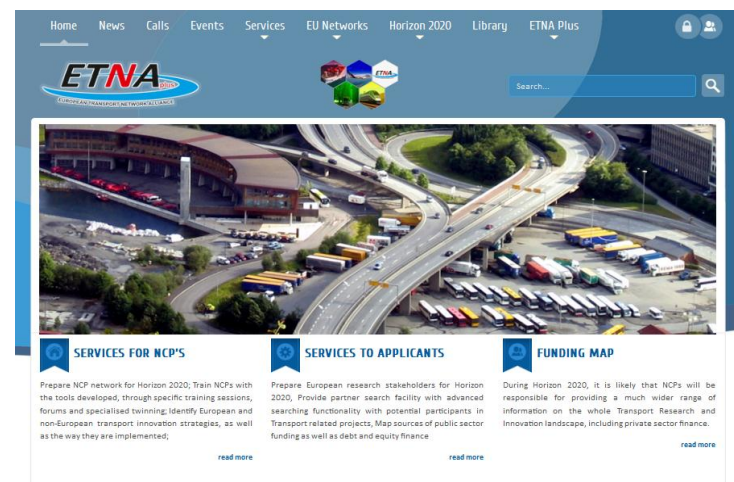 Home News Calls Events Services EU Networks Horizon 2020 Library ETNA Plus
ETNA plus
EUROPEAN TRANSPORT NETWORK ALLIANCE
ETNA
Search...
SERVICES FOR NCP'S
Prepare NCP network for Horizon 2020; Train NCPs with
the tools developed, through specific training sessions,
forums and specialised twinning; Identify European and
non-European transport innovation strategies, as well
as the way they are implemented;
read more
SERVICES TO APPLICANTS
Prepare European research stakeholders for Horizon
2020, Provide partner search facility with advanced
searching functionality with potential participants in
Transport related projects, Map sources of public sector
funding as well as debt and equity finance
read more
FUNDING MAP
During Horizon 2020, it is likely that NCPs will be
responsible for providing a much wider range of
information on the whole Transport Research and
Innovation landscape, including private sector finance.
read more